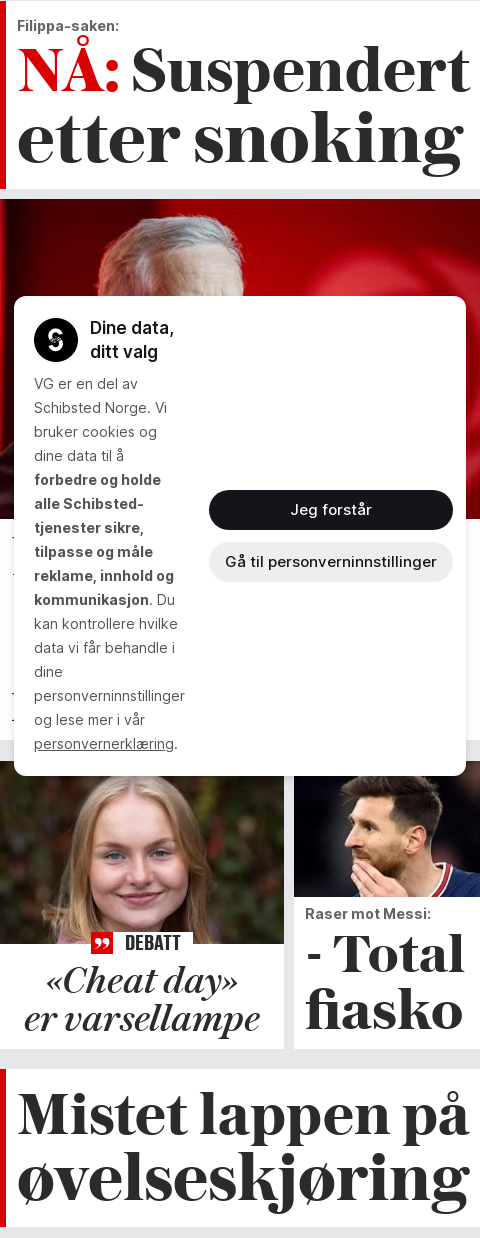 Filippa-saken:
NÅ: Suspendert
etter snoking
Dine data,
ditt valg
VG er en del av
Schibsted Norge. Vi
bruker cookies og
dine data til å
forbedre og holde
alle Schibsted-
tjenester sikre,
tilpasse og måle
reklame, innhold og
kommunikasjon. Du
kan kontrollere hvilke
data vi får behandle i
dine
personverninnstillinger
og lese mer i vår
personvernerklæring.
Jeg forstår
Gå til personverninnstillinger
DEBATT
«Cheat day»
er varsellampe
Raser mot Messi:
- Total
fiasko
Mistet lappen på
øvelseskjøring